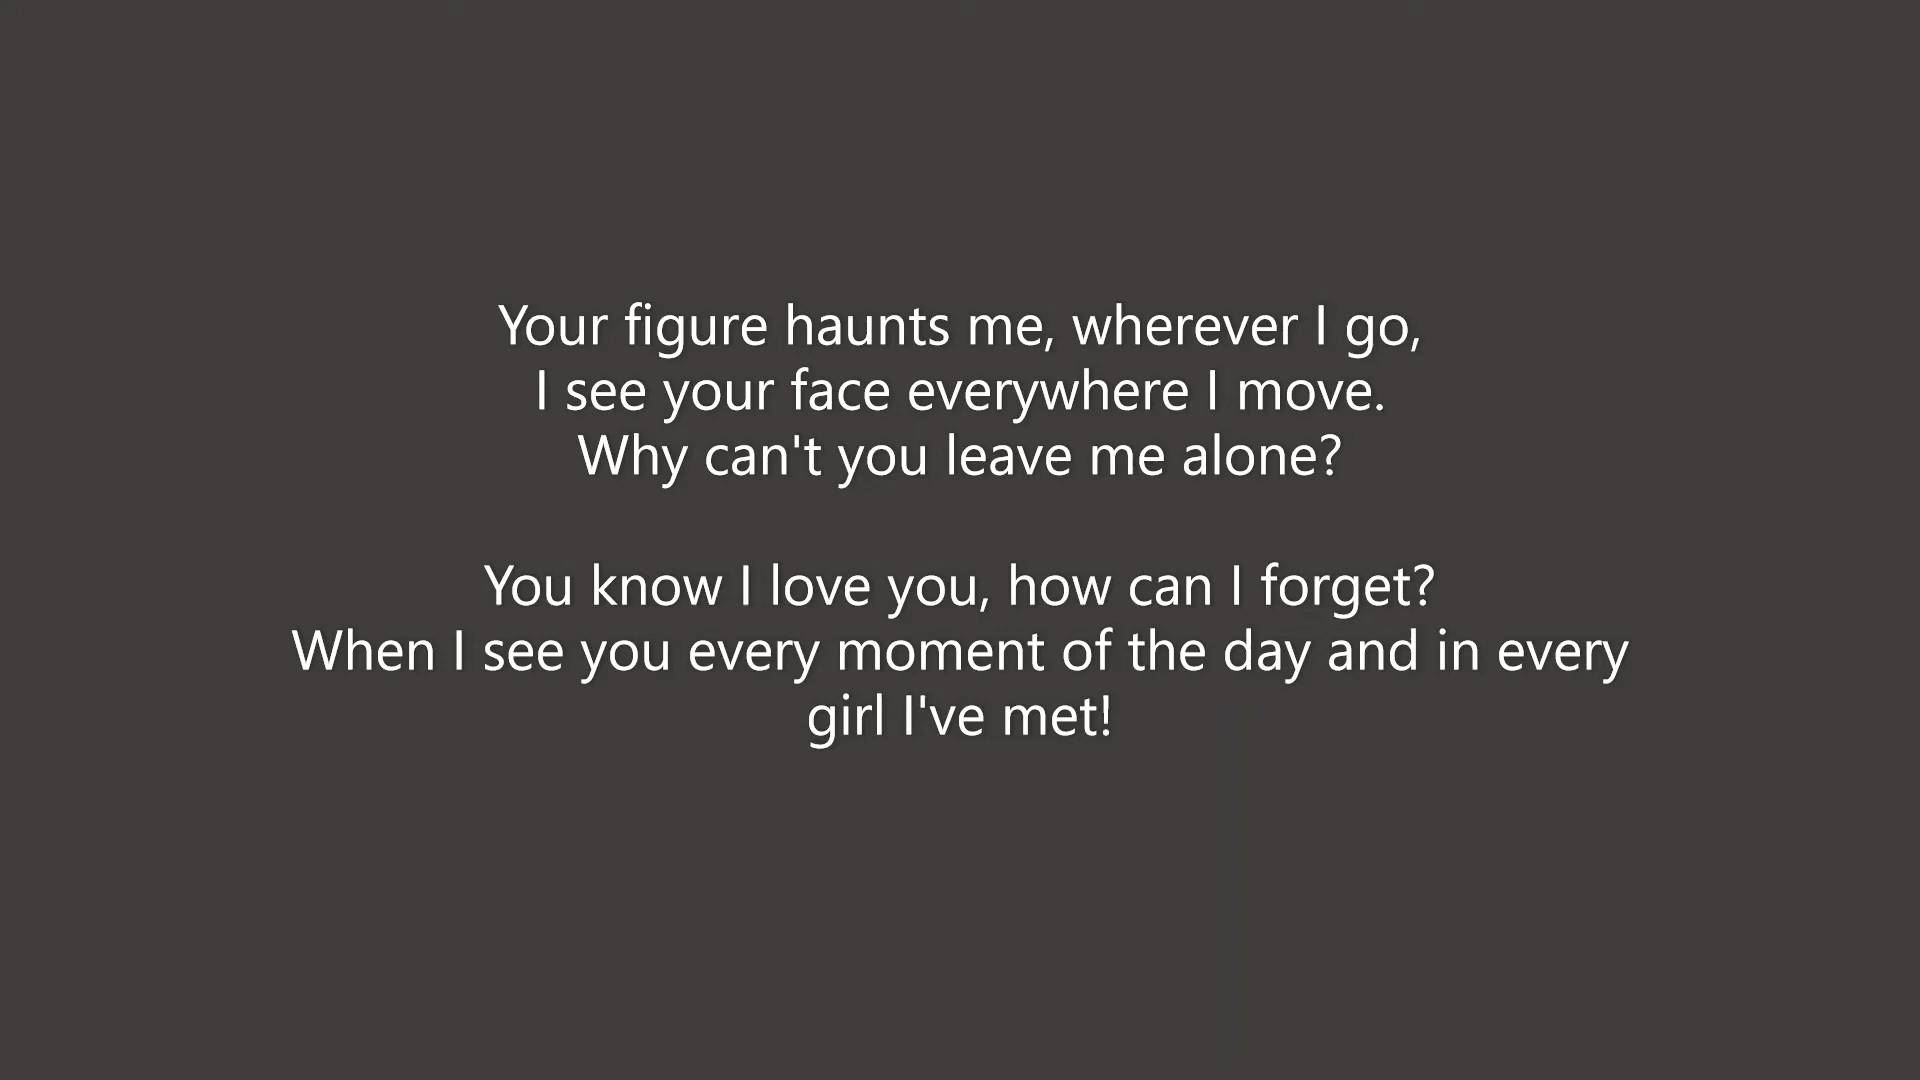 Your figure haunts me, wherever I go,
I see your face everywhere I move.
Why can't you leave me alone?
You know I love you, how can I forget?
When I see you every moment of the day and in every
girl I've met!